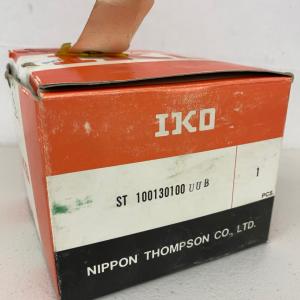 IKO
ST 100130100 UUB
1
PCS.
NIPPON THOMPSON CO., LTD.